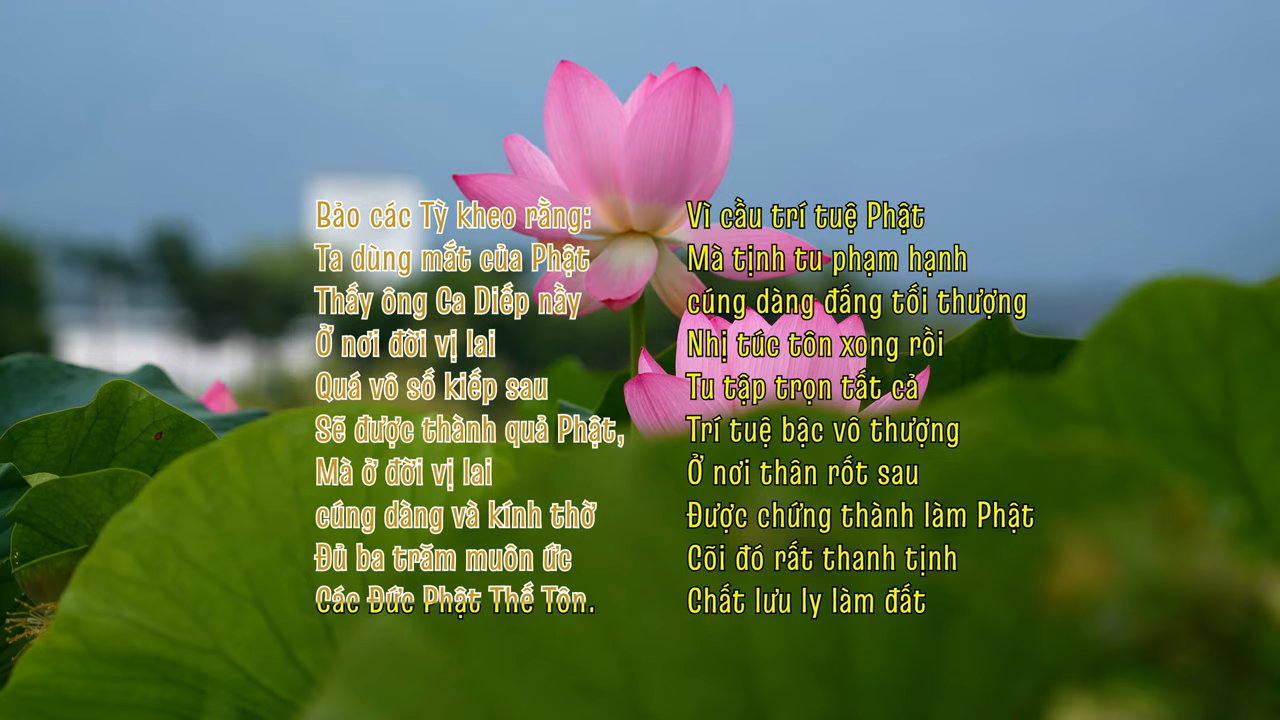 Bảo các Tỳ kheo rằng:
Ta dùng mắt của Phật
Thấy ông Ca Diếp nầy
Ở nơi đời vị lai
Quá vô số kiếp sau
Sẽ được thành quả Phật,
Mà ở đời vị lai
cúng dàng và kính thờ
Đủ ba trăm muôn ức
Các Đức Phật Thế Tôn.
Vì cầu trí tuệ Phật
Mà tịnh tu phạm hạnh
cúng dàng đấng tối thượng
Nhị túc tôn xong rồi
Tu tập trọn tất cả
Trí tuệ bậc vô thượng
Ở nơi thân rốt sau
Được chứng thành làm Phật
Cõi đó rất thanh tịnh
Chất lưu ly làm đất